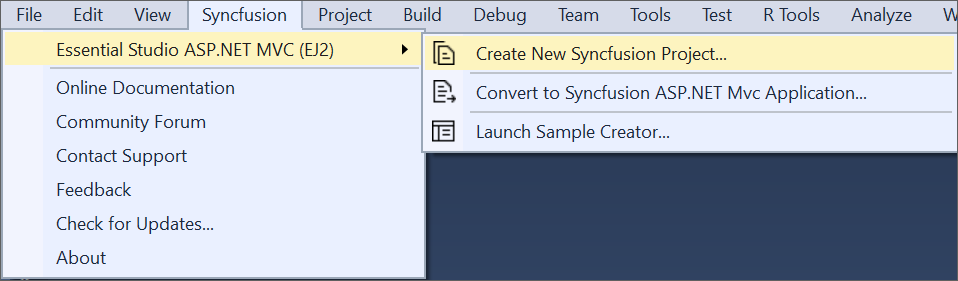 File Edit View Syncfusion Project Build Debug Team Tools Test R Tools Analyze W
Essential Studio ASP.NET MVC (EJ2)
Create New Syncfusion Project...
Online Documentation
Convert to Syncfusion ASP.NET Mvc Application...
Community Forum
Launch Sample Creator...
Contact Support
Feedback
Check for Updates...
About